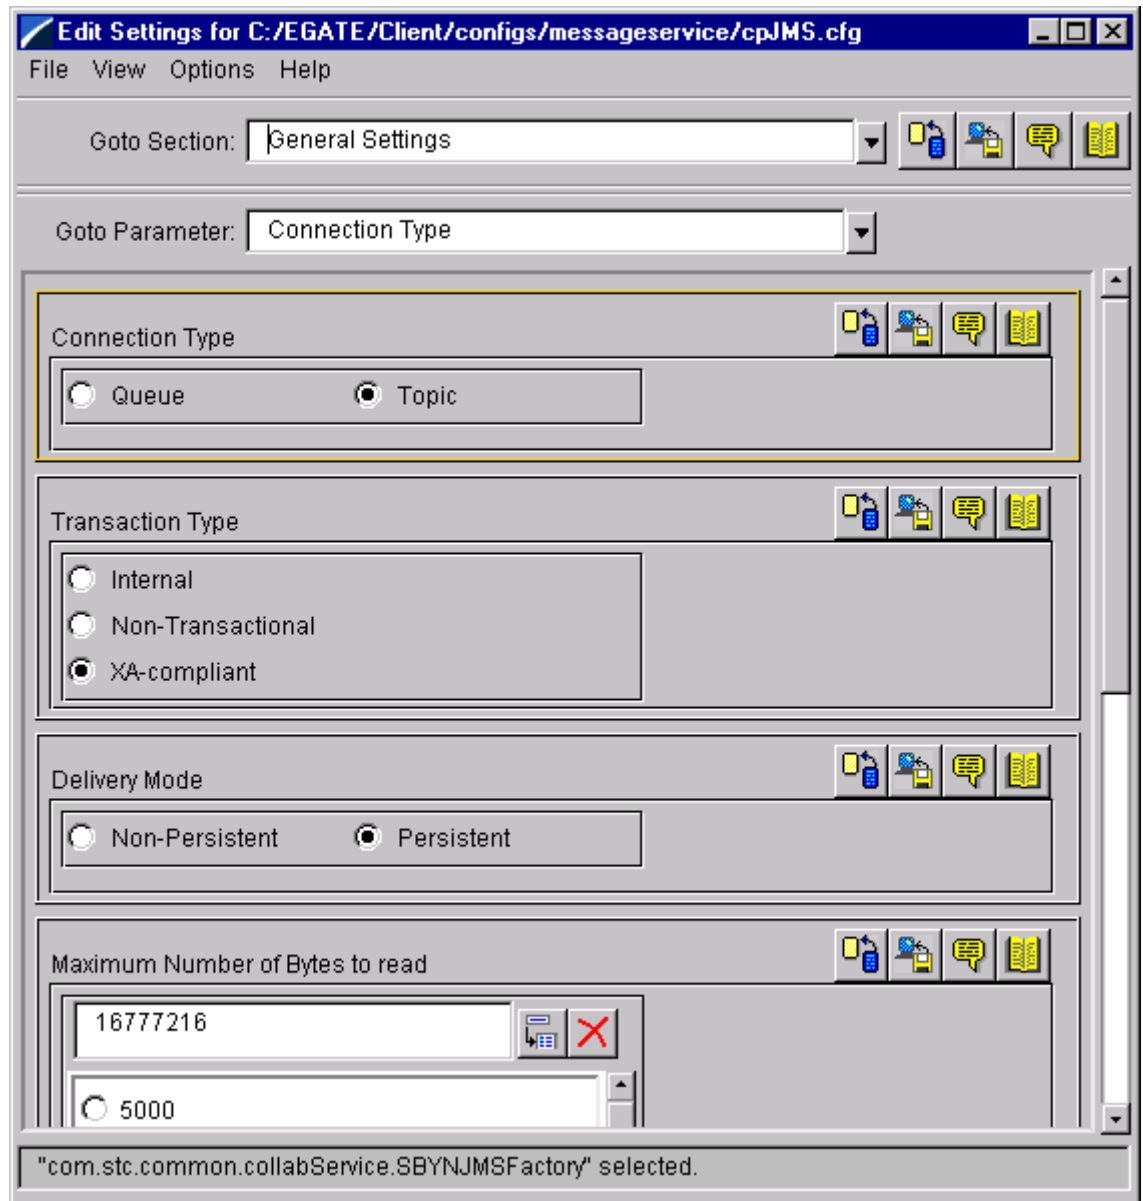 Edit Settings for C:/EGATE/Client/configs/messageservice/cpJMS.cfg
File View Options Help
Goto Section: General Settings
Goto Parameter: Connection Type
Connection Type
Queue Topic
Transaction Type
Internal
Non-Transactional
XA-compliant
Delivery Mode
Non-Persistent Persistent
Maximum Number of Bytes to read
16777216
5000
"com.stc.common.collabService.SBYNJMSFactory" selected.